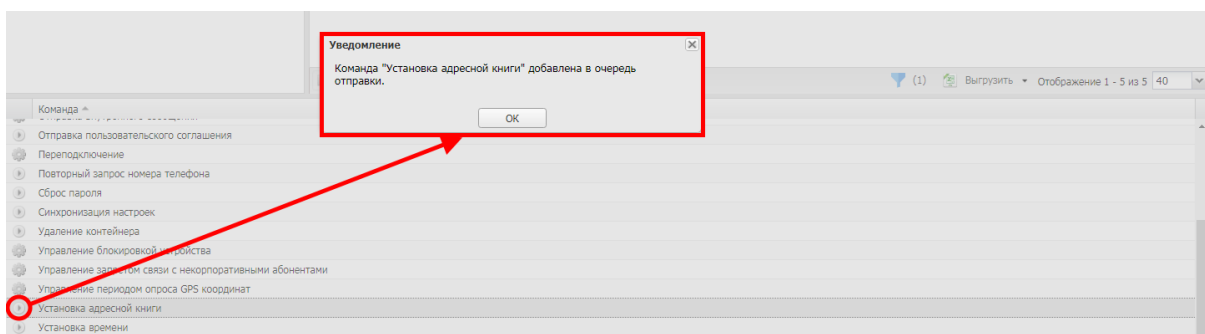 Уведомление
Команда "Установка адресной книги" добавлена в очередь
отправки.
ОК
(1) Выгрузить Отображение 1 - 5 из 5 40
Команда
Отправка пользовательского соглашения
Переподключение
Повторный запрос номера телефона
Сброс пароля
Синхронизация настроек
Удаление контейнера
Управление блокировкой устройства
Управление запретом связи с некорпоративными абонентами
Управление периодом опроса GPS координат
Установка адресной книги
Установка времени